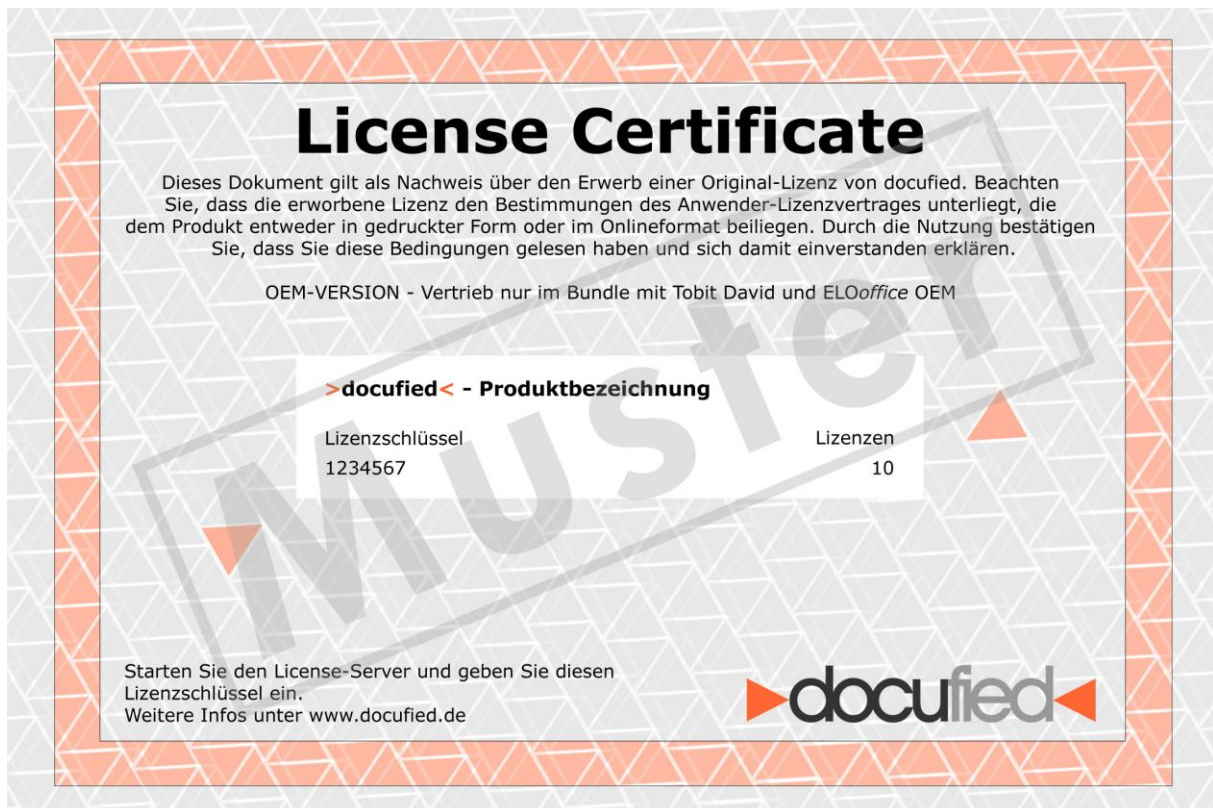 License Certificate
Dieses Dokument gilt als Nachweis über den Erwerb einer Original-Lizenz von docufied. Beachten
Sie, dass die erworbene Lizenz den Bestimmungen des Anwender-Lizenzvertrages unterliegt, die
dem Produkt entweder in gedruckter Form oder im Onlineformat beiliegen. Durch die Nutzung bestätigen
Sie, dass Sie diese Bedingungen gelesen haben und sich damit einverstanden erklären.
OEM-VERSION - Vertrieb nur im Bundle mit Tobit David und ELOoffice OEM
Muster
>docufied< - Produktbezeichnung
Lizenzschlüssel Lizenzen
1234567 10
Starten Sie den License-Server und geben Sie diesen
Lizenzschlüssel ein.
Weitere Infos unter www.docufied.de
docufied